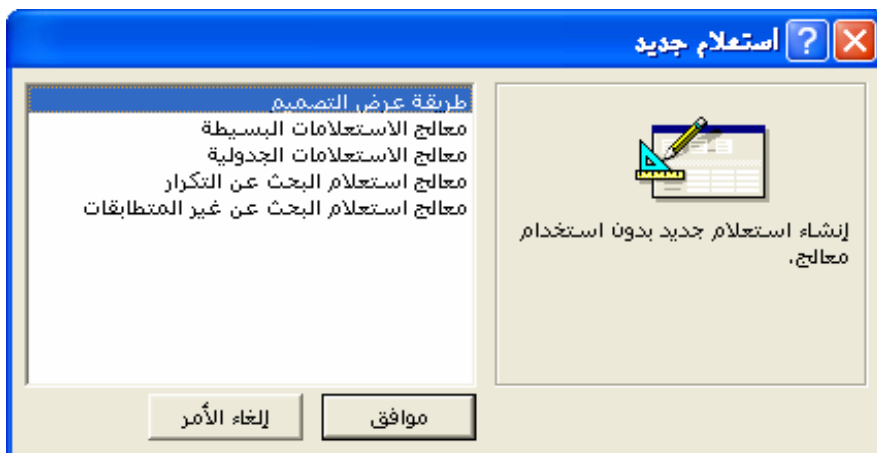 استعلام جديد
إنشاء استعلام جديد بدون استخدام
معالج.
طريقة عرض التصميم
معالج الاستعلامات البسيطة
معالج الاستعلامات الجدولية
معالج استعلام البحث عن التكرار
معالج استعلام البحث عن غير المتطابقات
موافق
إلغاء الأمر